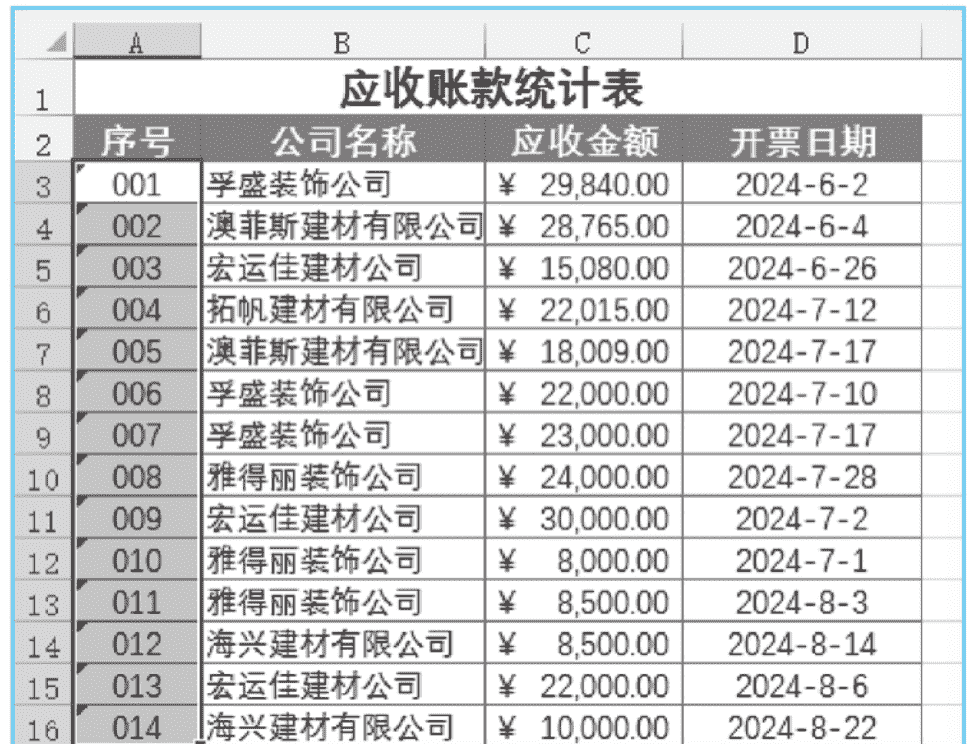 A B C D
1 应收账款统计表
2 序号 公司名称 应收金额 开票日期
3 001 孚盛装饰公司 ¥ 29,840.00 2024-6-2
4 002 澳菲斯建材有限公司 ¥ 28,765.00 2024-6-4
5 003 宏运佳建材公司 ¥ 15,080.00 2024-6-26
6 004 拓帆建材有限公司 ¥ 22,015.00 2024-7-12
7 005 澳菲斯建材有限公司 ¥ 18,009.00 2024-7-17
8 006 孚盛装饰公司 ¥ 22,000.00 2024-7-10
9 007 孚盛装饰公司 ¥ 23,000.00 2024-7-17
10 008 雅得丽装饰公司 ¥ 24,000.00 2024-7-28
11 009 宏运佳建材公司 ¥ 30,000.00 2024-7-2
12 010 雅得丽装饰公司 ¥ 8,000.00 2024-7-1
13 011 雅得丽装饰公司 ¥ 8,500.00 2024-8-3
14 012 海兴建材有限公司 ¥ 8,500.00 2024-8-14
15 013 宏运佳建材公司 ¥ 22,000.00 2024-8-6
16 014 海兴建材有限公司 ¥ 10,000.00 2024-8-22